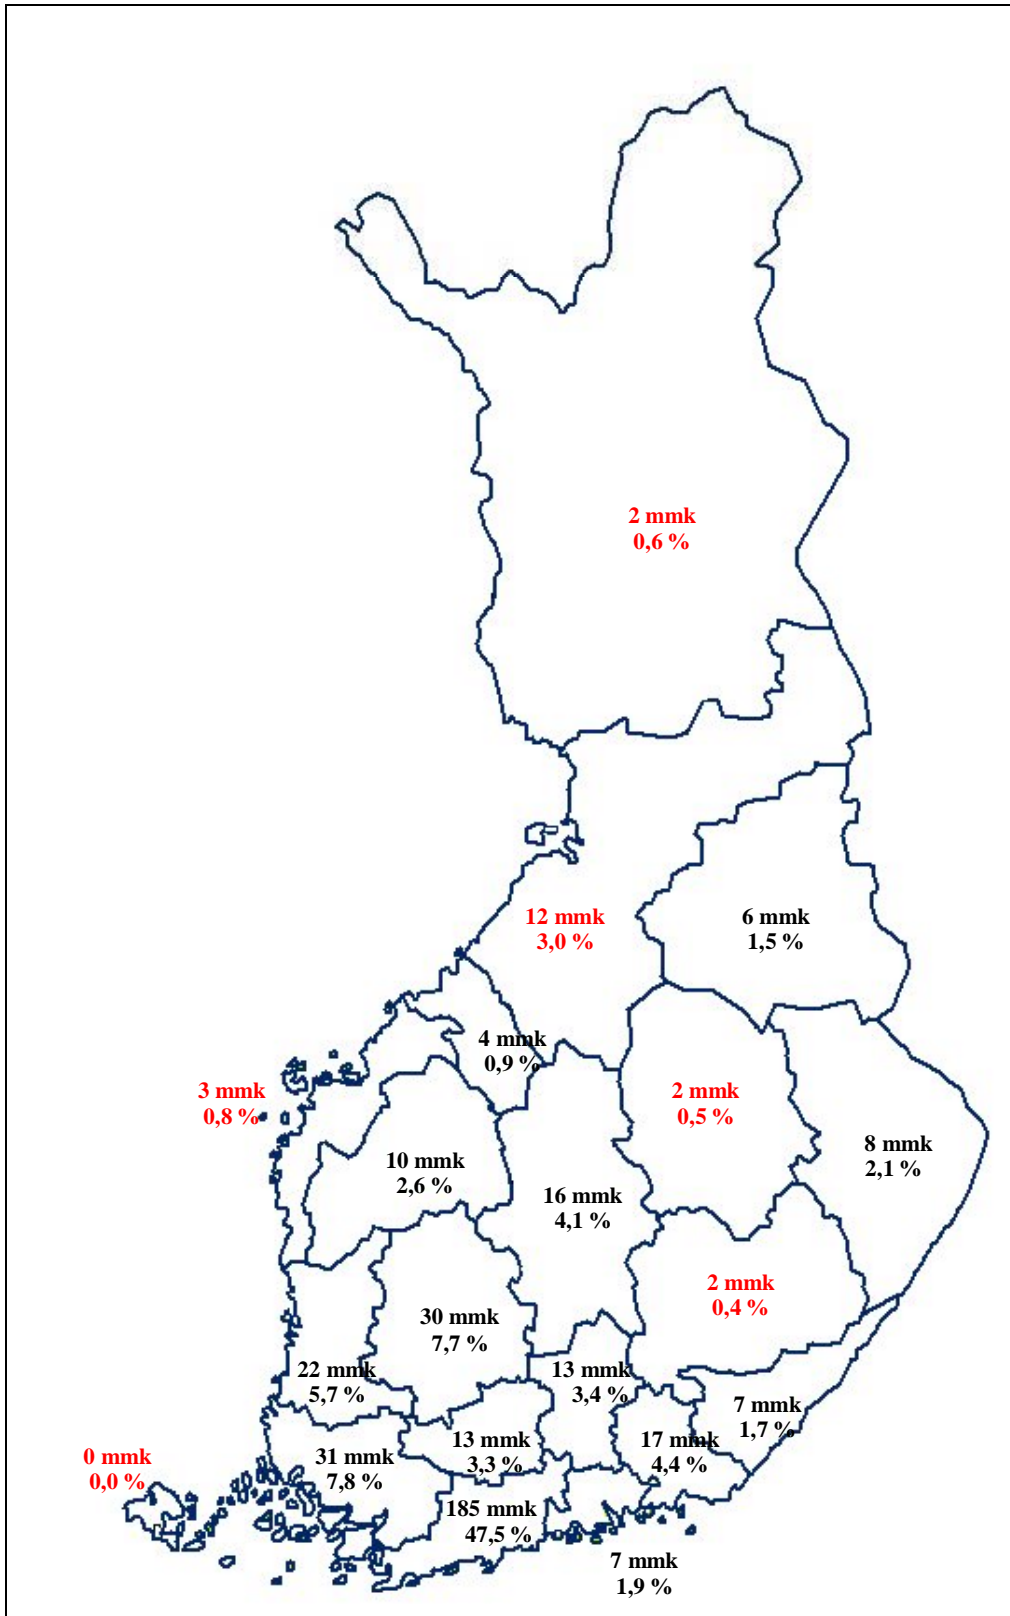 2 mmk
0,6 %
12 mmk
3,0 %
6 mmk
1,5 %
4 mmk
0,9 %
3 mmk
0,8 %
2 mmk
0,5 %
8 mmk
2,1 %
10 mmk
2,6 %
16 mmk
4,1 %
2 mmk
0,4 %
30 mmk
7,7 %
22 mmk
5,7 %
13 mmk
3,4 %
7 mmk
1,7 %
13 mmk
3,3 %
17 mmk
4,4 %
0 mmk
0,0 %
31 mmk
7,8 %
185 mmk
47,5 %
7 mmk
1,9 %